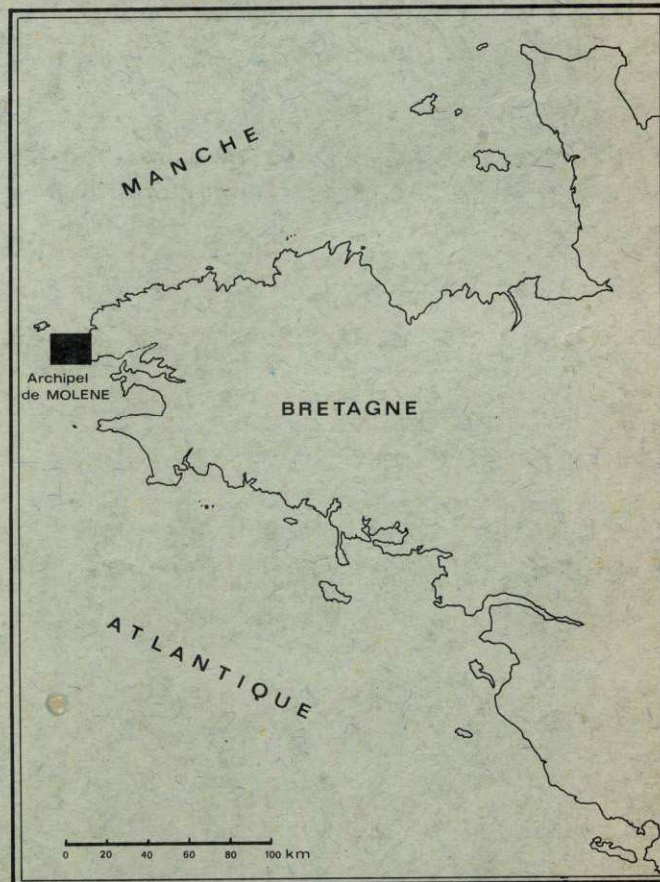 MANCHE
Archipel
de MOLENE
BRETAGNE
ATLANTIQUE
0 20 40 60 80 100 km